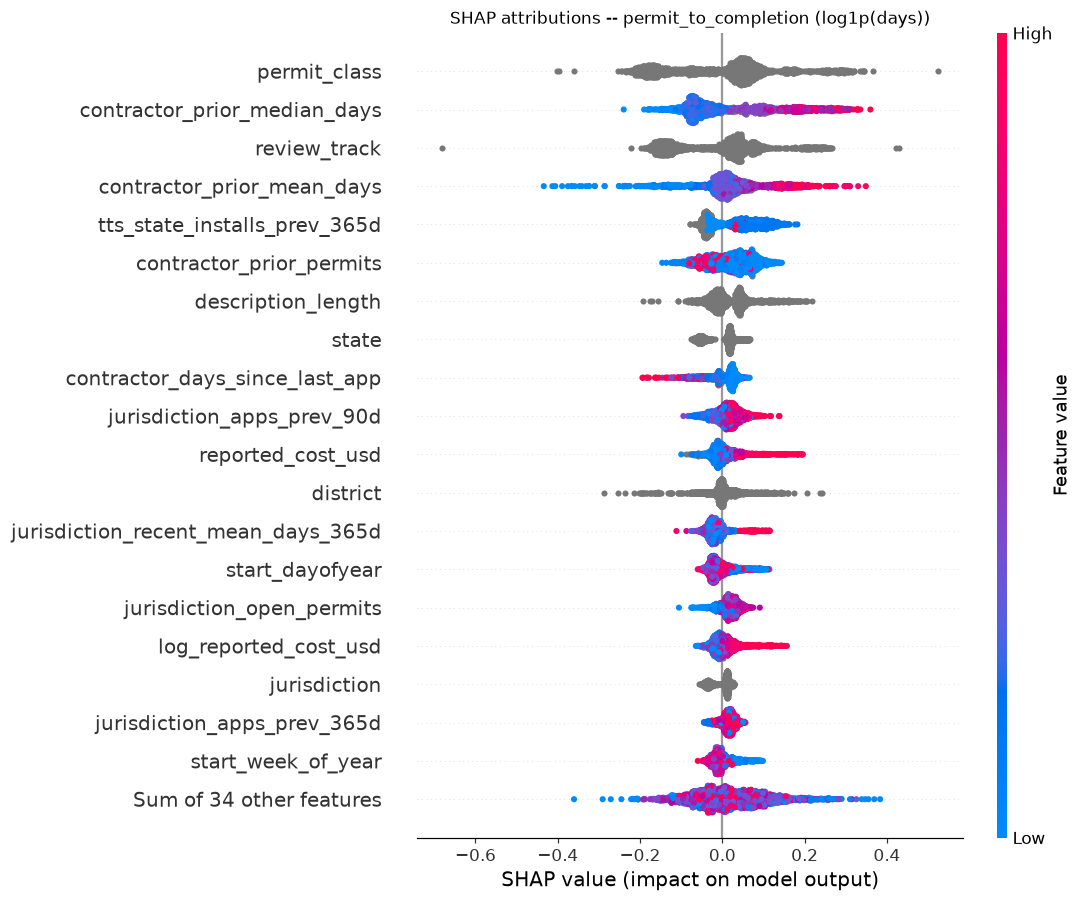 SHAP attributions -- permit_to_completion (log1p(days))
High
permit_class
contractor_prior_median_days
review_track
contractor_prior_mean_days
tts_state_installs_prev_365d
contractor_prior_permits
description_length
state
contractor_days_since_last_app
jurisdiction_apps_prev_90d
reported_cost_usd
district
jurisdiction_recent_mean_days_365d
start_dayofyear
jurisdiction_open_permits
log_reported_cost_usd
jurisdiction
jurisdiction_apps_prev_365d
start_week_of_year
Sum of 34 other features
Feature value
Low
−0.6 −0.4 −0.2 0.0 0.2 0.4
SHAP value (impact on model output)